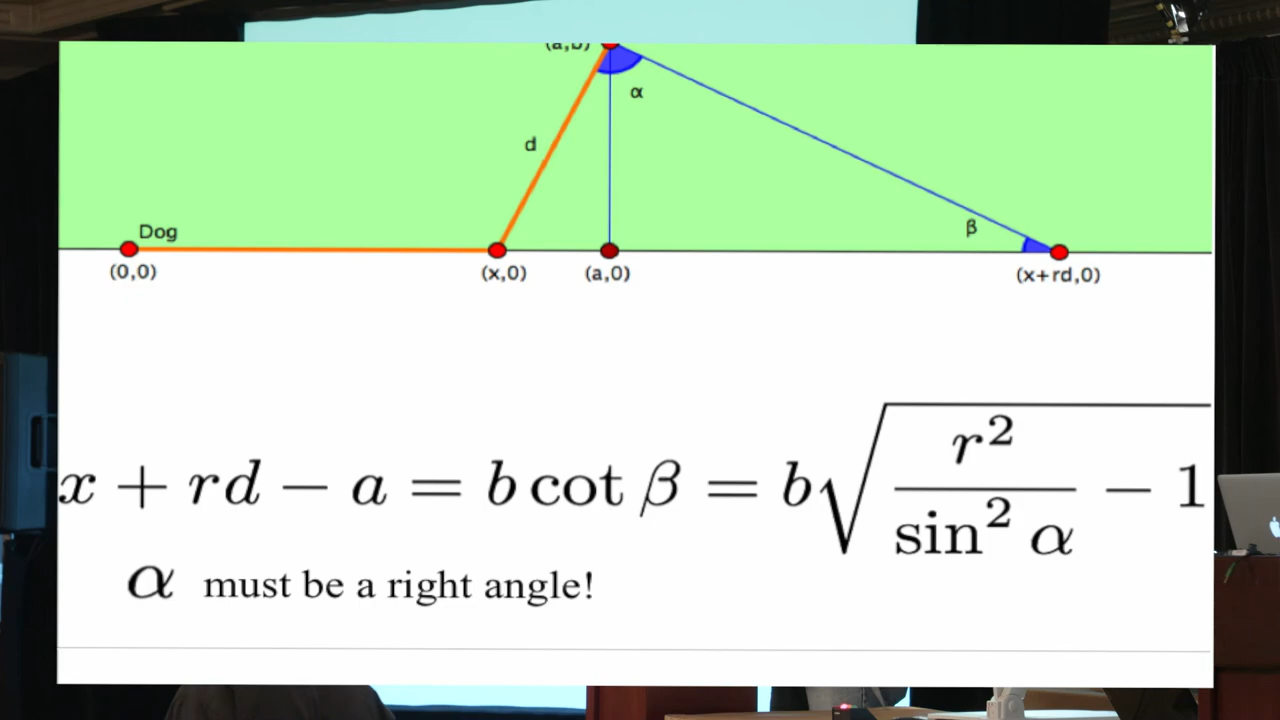 (a,b)
α
d
β
Dog
(0,0) (x,0) (a,0) (x+rd,0)
x + rd − a = b cot β = b√(r²/sin² α − 1)
α must be a right angle!